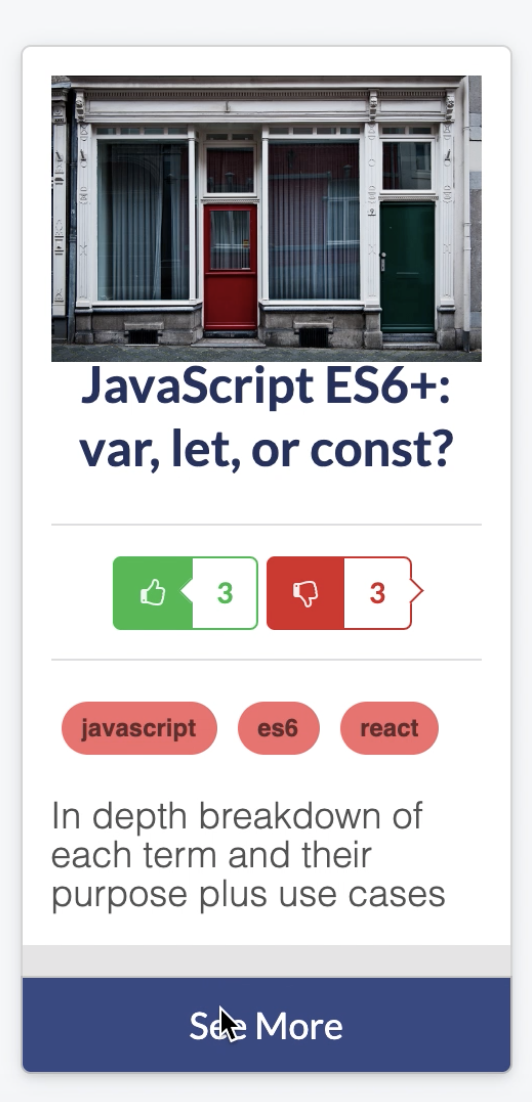 JavaScript ES6+:
var, let, or const?
3
3
javascript
es6
react
In depth breakdown of
each term and their
purpose plus use cases
See More